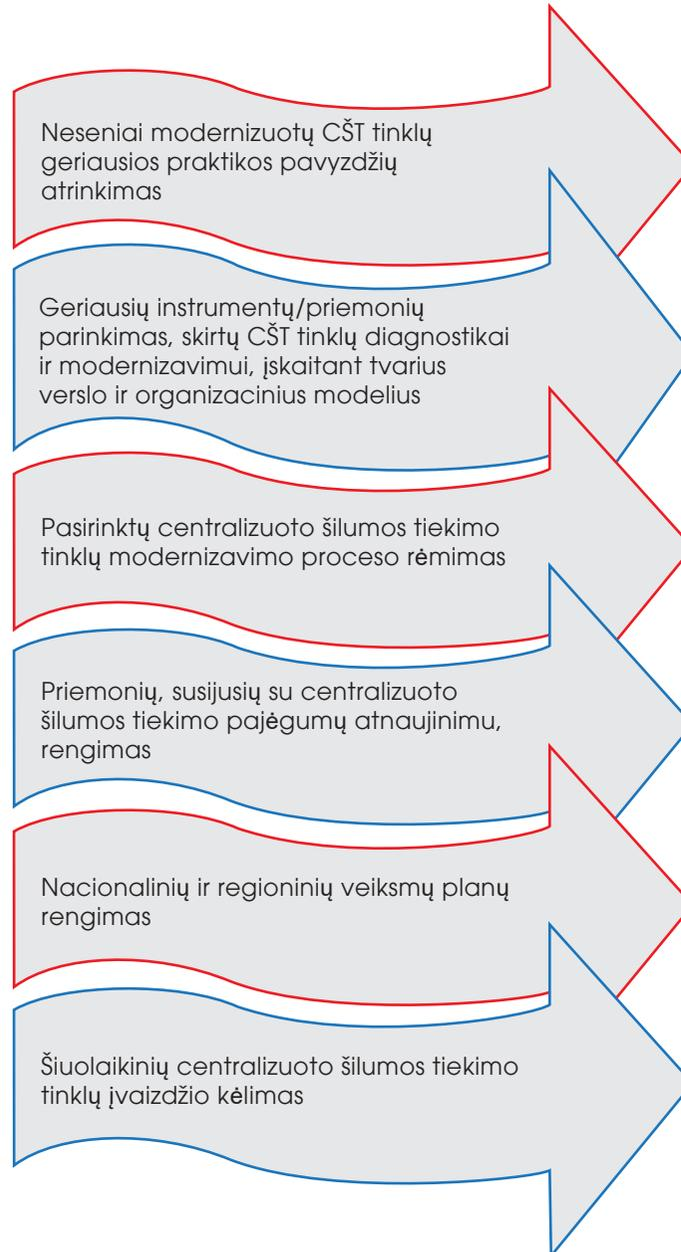 Neseniai modernizuotų CŠT tinklų
geriausios praktikos pavyzdžių
atrinkimas
Geriausių instrumentų/priemonių
parinkimas, skirtų CŠT tinklų diagnostikai
ir modernizavimui, įskaitant tvarius
verslo ir organizacinius modelius
Pasirinktų centralizuoto šilumos tiekimo
tinklų modernizavimo proceso rėmimas
Priemonių, susijusių su centralizuoto
šilumos tiekimo pajėgumų atnaujinimu,
rengimas
Nacionalinių ir regioninių veiksmų planų
rengimas
Šiuolaikinių centralizuoto šilumos tiekimo
tinklų įvaizdžio kėlimas